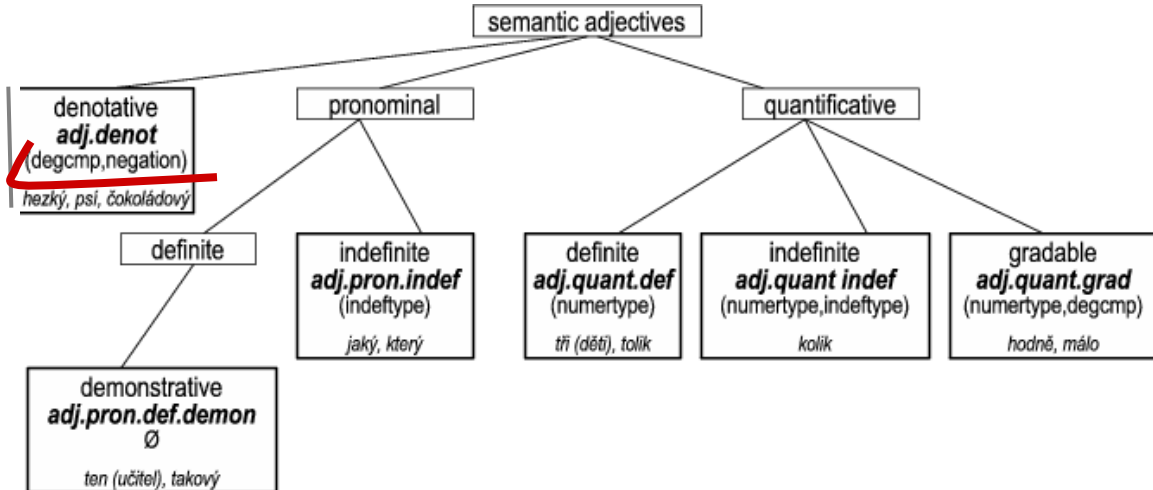 semantic adjectives
denotative
adj.denot
(degcmp,negation)
hezký, psí, čokoládový
pronominal
quantificative
definite
indefinite
adj.pron.indef
(indeftype)
jaký, který
definite
adj.quant.def
(numertype)
tři (děti), tolik
indefinite
adj.quant indef
(numertype,indeftype)
kolik
gradable
adj.quant.grad
(numertype,degcmp)
hodně, málo
demonstrative
adj.pron.def.demon
Ø
ten (učitel), takový